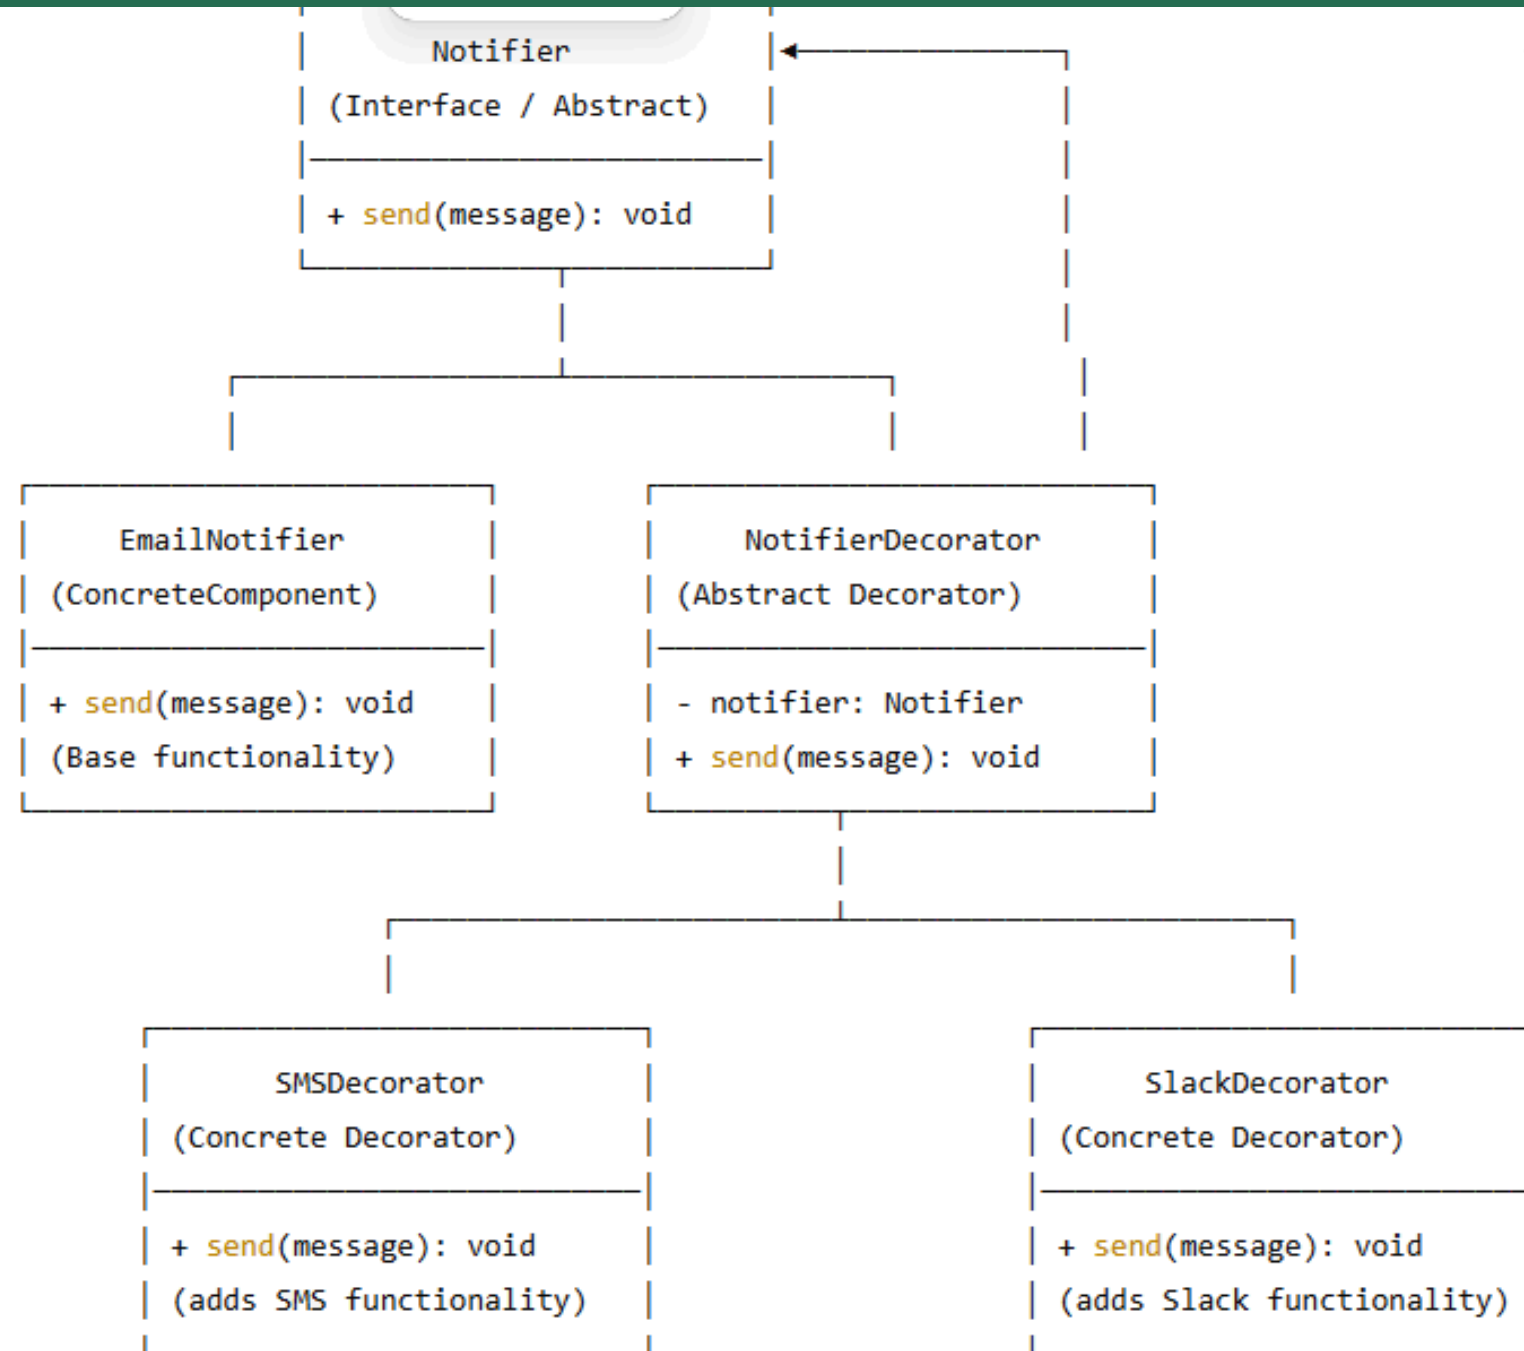 Notifier
(Interface / Abstract)
+ send(message): void
EmailNotifier
(ConcreteComponent)
+ send(message): void
(Base functionality)
NotifierDecorator
(Abstract Decorator)
- notifier: Notifier
+ send(message): void
SMSDecorator
(Concrete Decorator)
+ send(message): void
(adds SMS functionality)
SlackDecorator
(Concrete Decorator)
+ send(message): void
(adds Slack functionality)